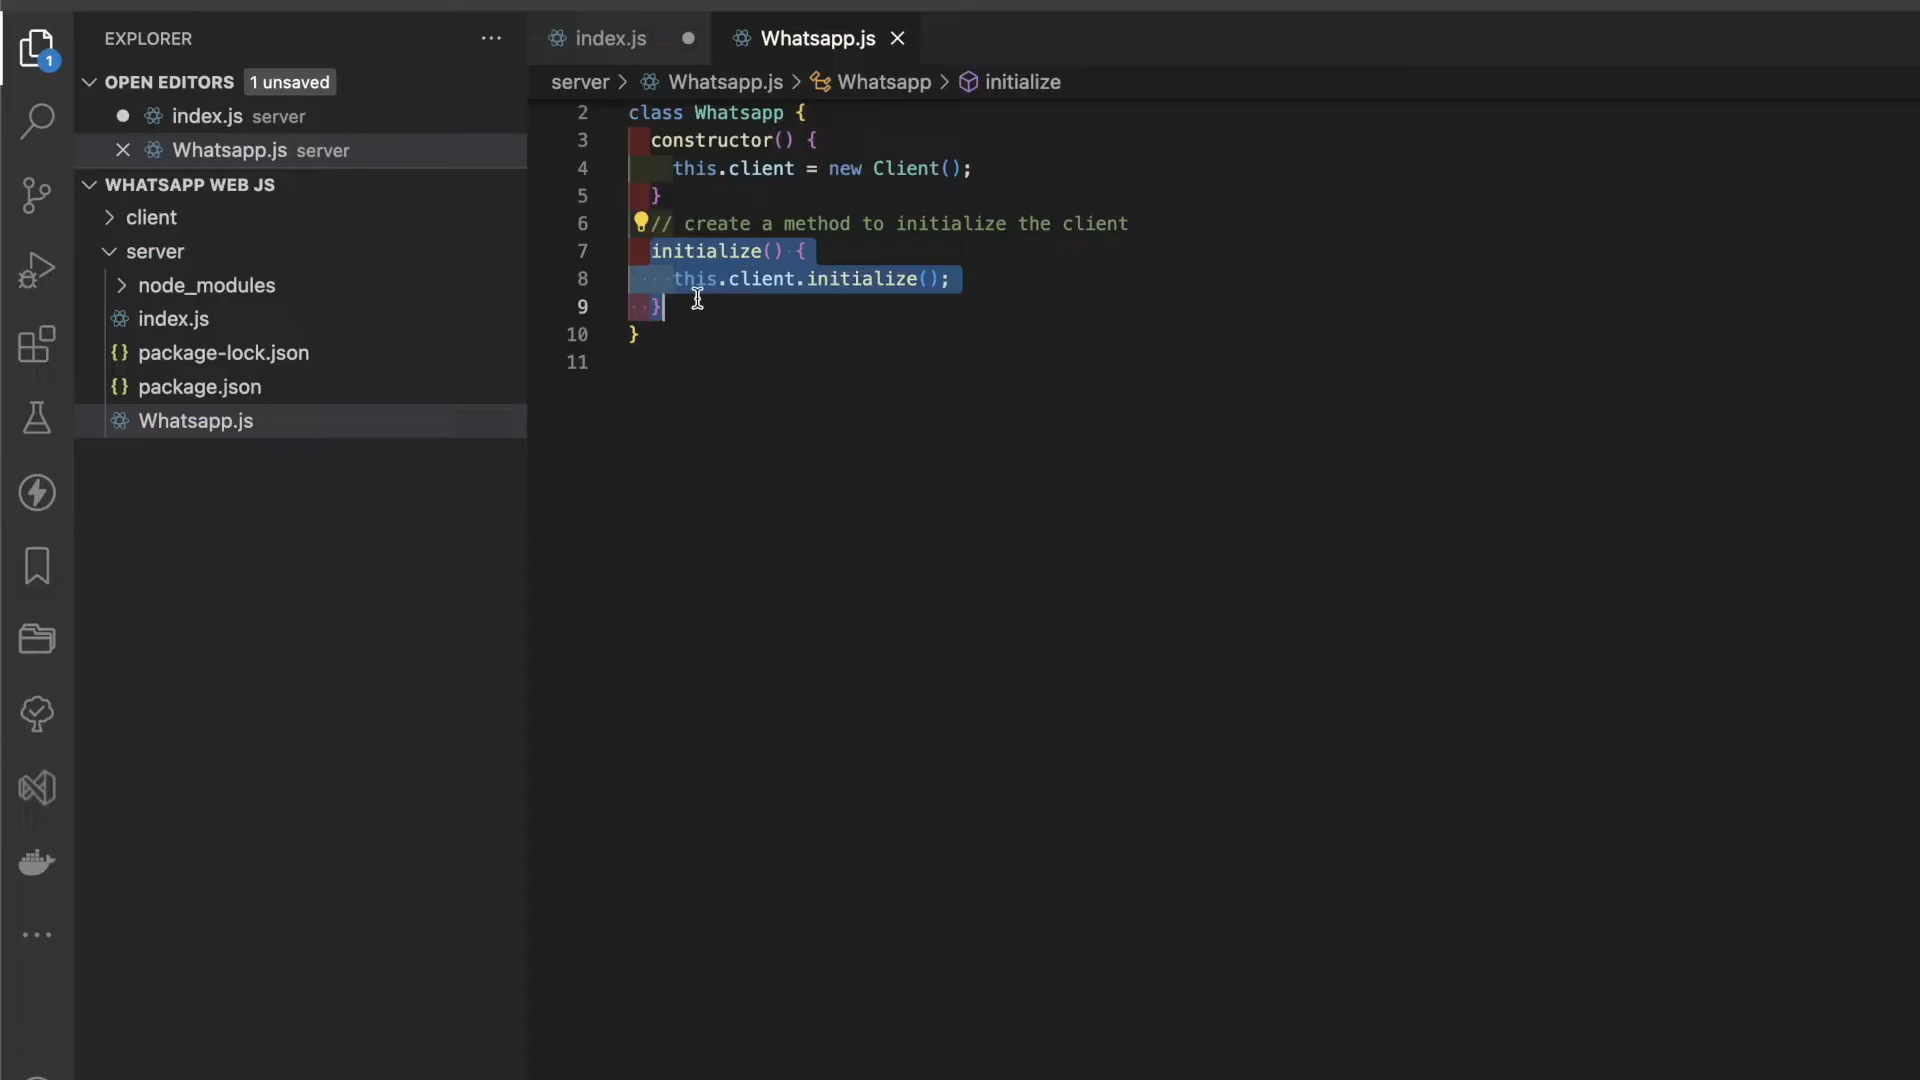 EXPLORER
OPEN EDITORS 1 unsaved
index.js server
Whatsapp.js server
WHATSAPP WEB JS
client
server
node_modules
index.js
{} package-lock.json
{} package.json
Whatsapp.js
1
index.js
Whatsapp.js
server > Whatsapp.js > Whatsapp > initialize
2 class Whatsapp {
3 constructor() {
4 this.client = new Client();
5 }
6 // create a method to initialize the client
7 initialize() {
8 this.client.initialize();
9 }
10 }
11